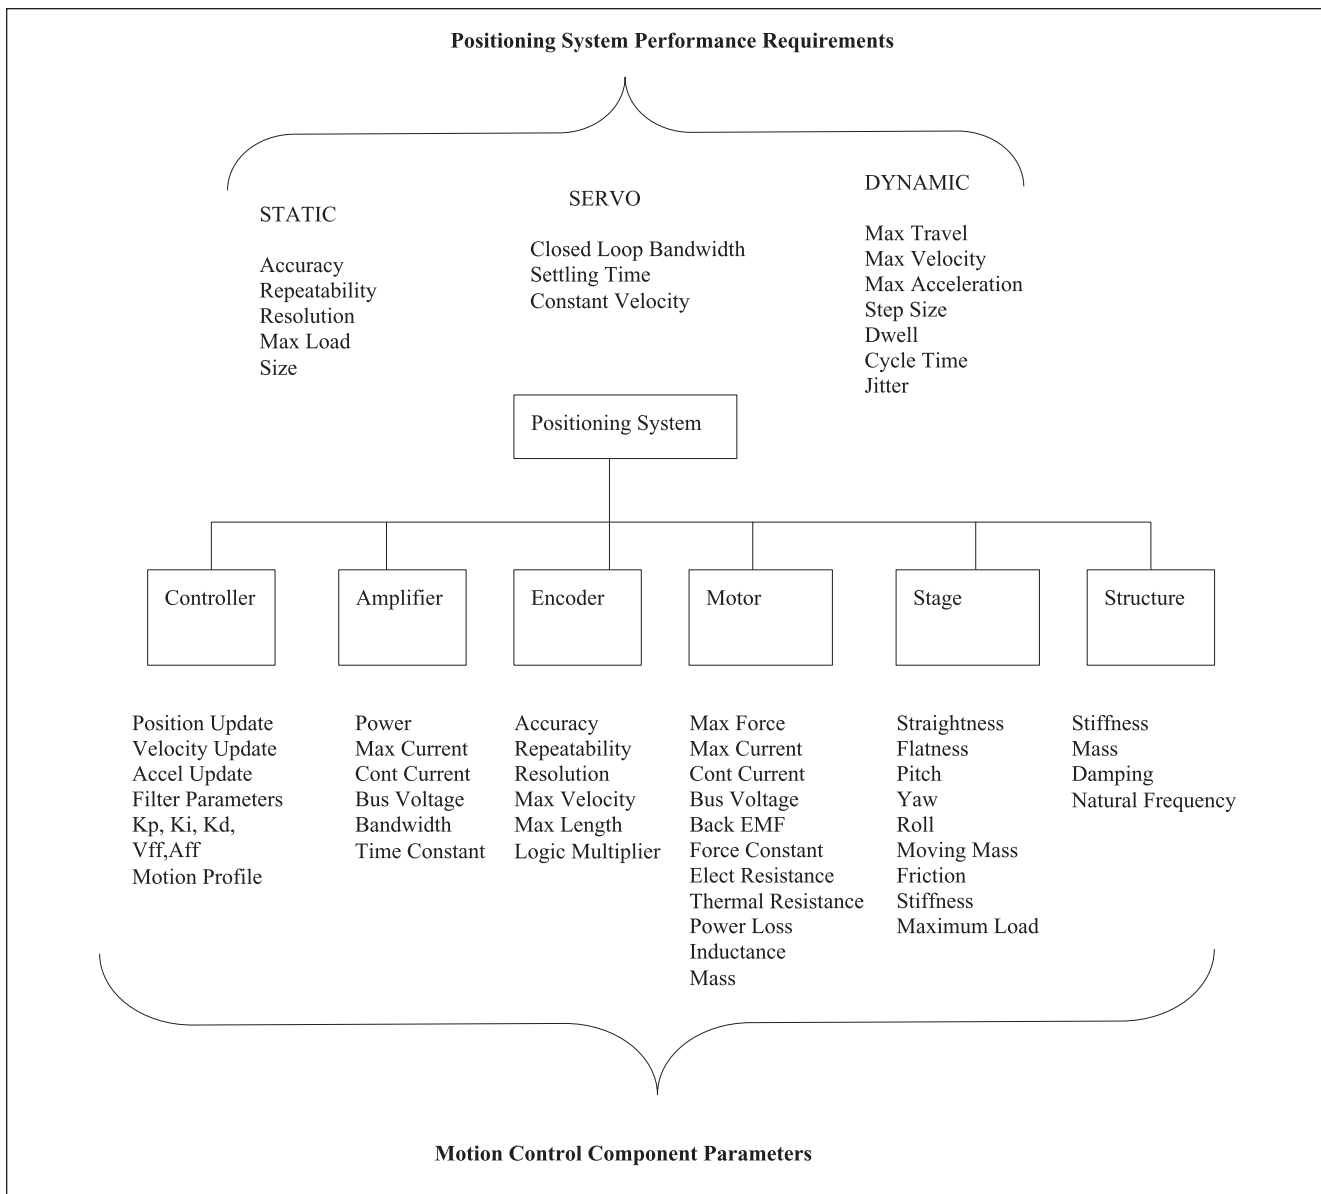 Positioning System Performance Requirements
STATIC
Accuracy
Repeatability
Resolution
Max Load
Size
SERVO
Closed Loop Bandwidth
Settling Time
Constant Velocity
DYNAMIC
Max Travel
Max Velocity
Max Acceleration
Step Size
Dwell
Cycle Time
Jitter
Positioning System
Controller
Amplifier
Encoder
Motor
Stage
Structure
Position Update
Velocity Update
Accel Update
Filter Parameters
Kp, Ki, Kd,
Vff,Aff
Motion Profile
Power
Max Current
Cont Current
Bus Voltage
Bandwidth
Time Constant
Accuracy
Repeatability
Resolution
Max Velocity
Max Length
Logic Multiplier
Max Force
Max Current
Cont Current
Bus Voltage
Back EMF
Force Constant
Elect Resistance
Thermal Resistance
Power Loss
Inductance
Mass
Straightness
Flatness
Pitch
Yaw
Roll
Moving Mass
Friction
Stiffness
Maximum Load
Stiffness
Mass
Damping
Natural Frequency
Motion Control Component Parameters